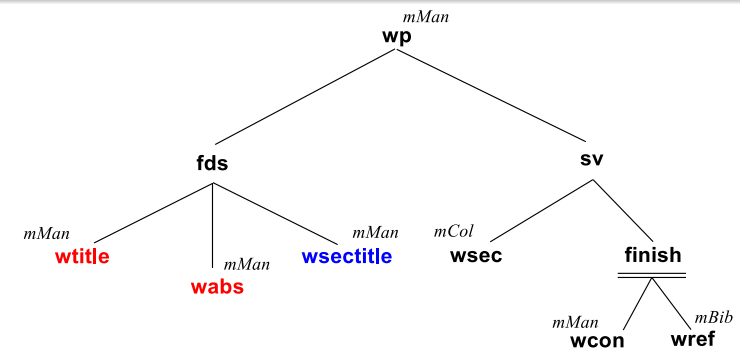 mMan
wp
fds
sv
mMan
wtitle
mMan
wabs
mMan
wsectitle
mCol
wsec
finish
mMan
wcon
mBib
wref